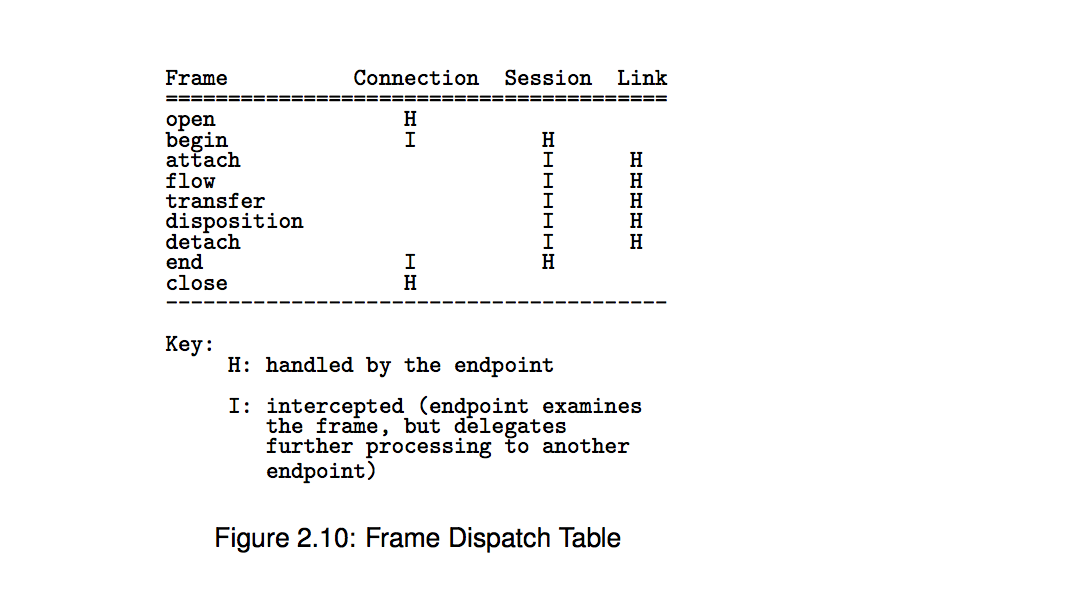 Frame          Connection  Session  Link
========================================
open               H
begin              I          H
attach                        I      H
flow                          I      H
transfer                      I      H
disposition                   I      H
detach                        I      H
end                I          H
close              H
----------------------------------------
Key:
H: handled by the endpoint
I: intercepted (endpoint examines
the frame, but delegates
further processing to another
endpoint)
Figure 2.10: Frame Dispatch Table